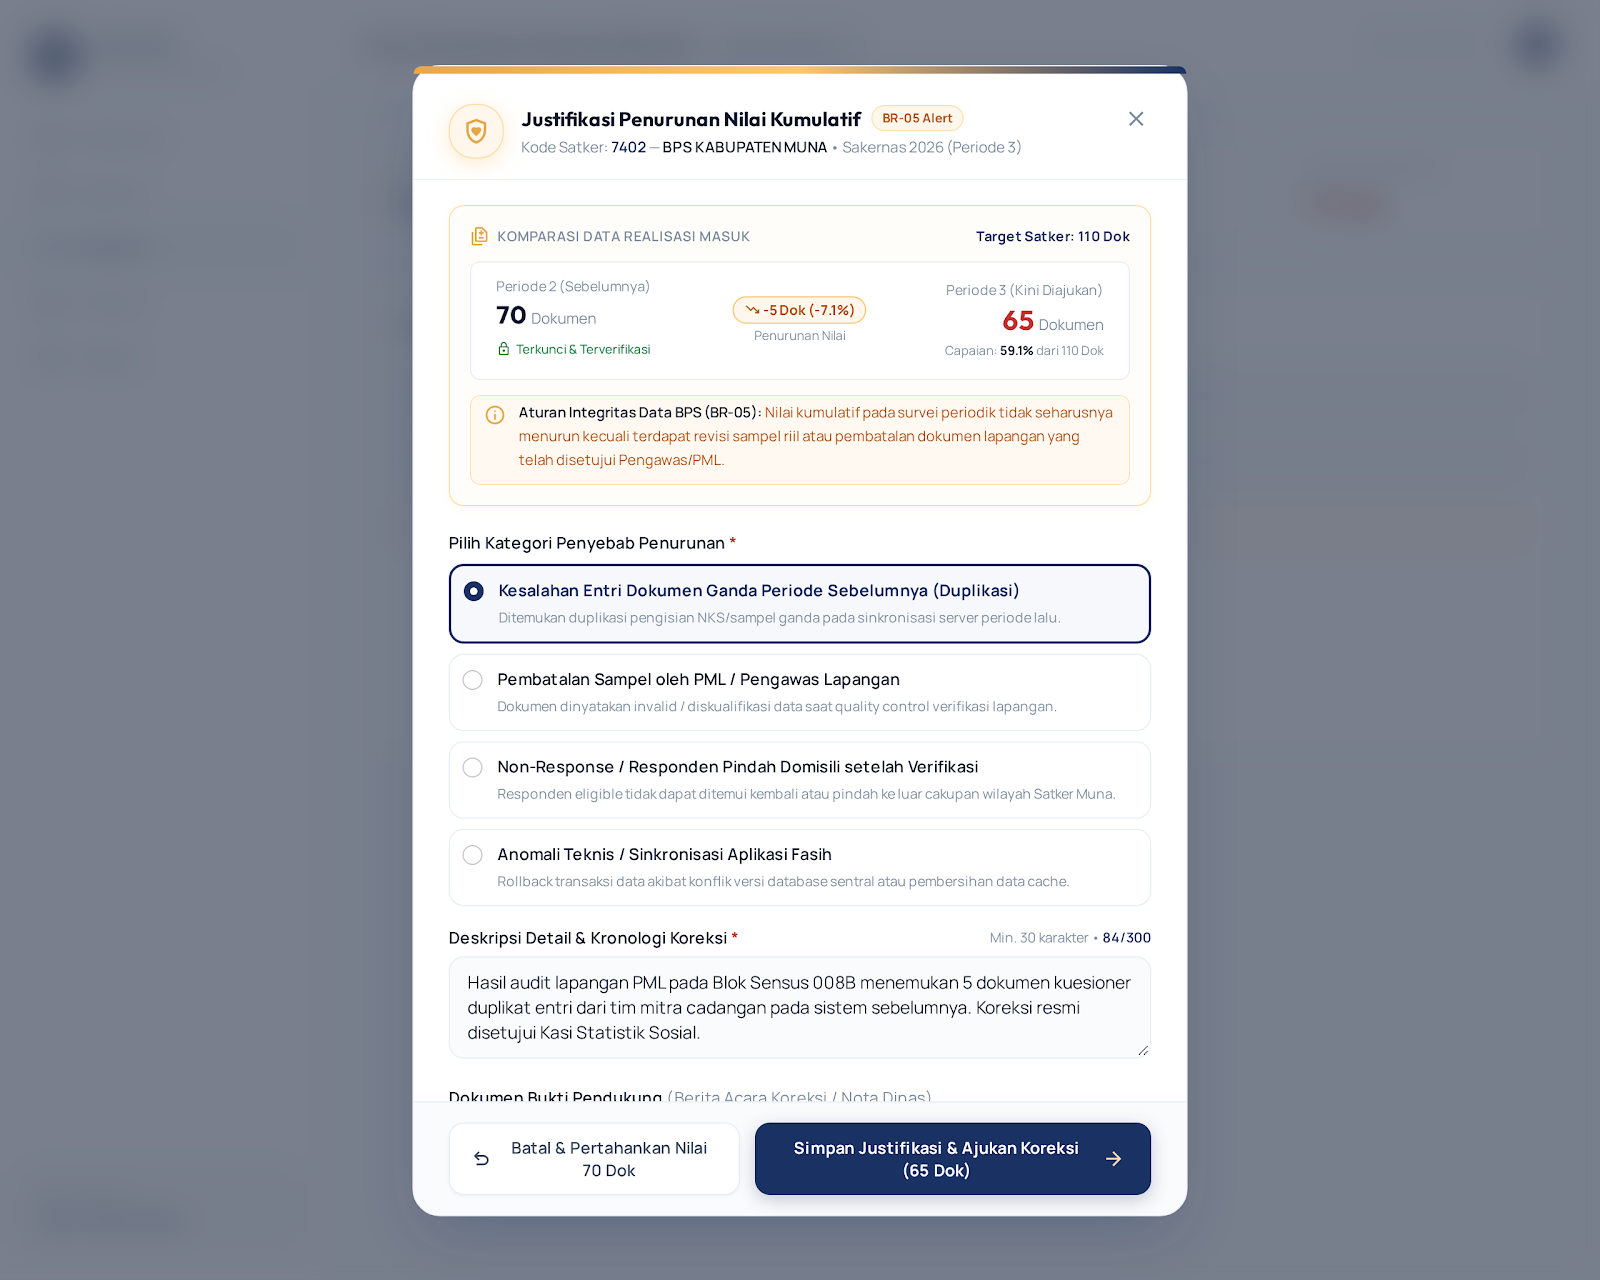 Justifikasi Penurunan Nilai Kumulatif BR-05 Alert
Kode Satker: 7402 — BPS KABUPATEN MUNA • Sakernas 2026 (Periode 3)
KOMPARASI DATA REALISASI MASUK
Target Satker: 110 Dok
Periode 2 (Sebelumnya)
70 Dokumen
Terkunci & Terverifikasi
-5 Dok (-7.1%)
Penurunan Nilai
Periode 3 (Kini Diajukan)
65 Dokumen
Capaian: 59.1% dari 110 Dok
Aturan Integritas Data BPS (BR-05): Nilai kumulatif pada survei periodik tidak seharusnya
menurun kecuali terdapat revisi sampel riil atau pembatalan dokumen lapangan yang
telah disetujui Pengawas/PML.
Pilih Kategori Penyebab Penurunan *
Kesalahan Entri Dokumen Ganda Periode Sebelumnya (Duplikasi)
Ditemukan duplikasi pengisian NKS/sampel ganda pada sinkronisasi server periode lalu.
Pembatalan Sampel oleh PML / Pengawas Lapangan
Dokumen dinyatakan invalid / diskualifikasi data saat quality control verifikasi lapangan.
Non-Response / Responden Pindah Domisili setelah Verifikasi
Responden eligible tidak dapat ditemui kembali atau pindah ke luar cakupan wilayah Satker Muna.
Anomali Teknis / Sinkronisasi Aplikasi Fasih
Rollback transaksi data akibat konflik versi database sentral atau pembersihan data cache.
Deskripsi Detail & Kronologi Koreksi *
Min. 30 karakter • 84/300
Hasil audit lapangan PML pada Blok Sensus 008B menemukan 5 dokumen kuesioner
duplikat entri dari tim mitra cadangan pada sistem sebelumnya. Koreksi resmi
disetujui Kasi Statistik Sosial.
Dokumen Bukti Pendukung (Berita Acara Koreksi / Nota Dinas)
Batal & Pertahankan Nilai
70 Dok
Simpan Justifikasi & Ajukan Koreksi
(65 Dok)